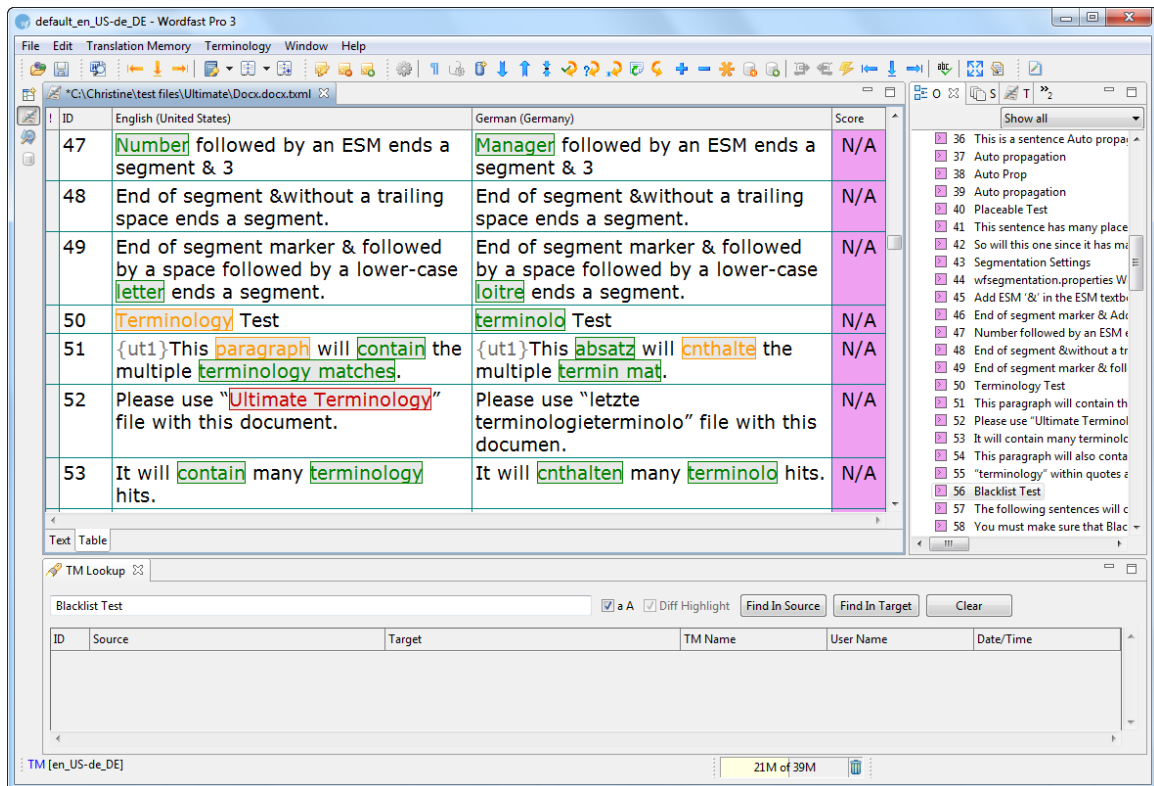 default_en_US-de_DE - Wordfast Pro 3
File Edit Translation Memory Terminology Window Help
*C:\Christine\test files\Ultimate\Docx.docx.txml
! ID English (United States) German (Germany) Score
47 Number followed by an ESM ends a Manager followed by an ESM ends a N/A
segment & 3 segment & 3
48 End of segment &without a trailing End of segment &without a trailing N/A
space ends a segment. space ends a segment.
49 End of segment marker & followed End of segment marker & followed N/A
by a space followed by a lower-case by a space followed by a lower-case
letter ends a segment. loitre ends a segment.
50 Terminology Test terminolo Test N/A
51 {ut1}This paragraph will contain the {ut1}This absatz will cnthalte the N/A
multiple terminology matches. multiple termin mat.
52 Please use “Ultimate Terminology” Please use “letzte N/A
file with this document. terminologieterminolo” file with this
documen.
53 It will contain many terminology It will cnthalten many terminolo hits. N/A
hits.
Text Table
O S T »2
Show all
36 This is a sentence Auto propa
37 Auto propagation
38 Auto Prop
39 Auto propagation
40 Placeable Test
41 This sentence has many place
42 So will this one since it has ma
43 Segmentation Settings
44 wfsegmentation.properties W
45 Add ESM ‘&’ in the ESM textb
46 End of segment marker & Add
47 Number followed by an ESM e
48 End of segment &without a tr
49 End of segment marker & foll
50 Terminology Test
51 This paragraph will contain th
52 Please use “Ultimate Terminol
53 It will contain many terminolo
54 This paragraph will also conta
55 “terminology” within quotes a
56 Blacklist Test
57 The following sentences will c
58 You must make sure that Blac
TM Lookup
Blacklist Test a A Diff Highlight Find In Source Find In Target Clear
ID Source Target TM Name User Name Date/Time
TM [en_US-de_DE] 21M of 39M